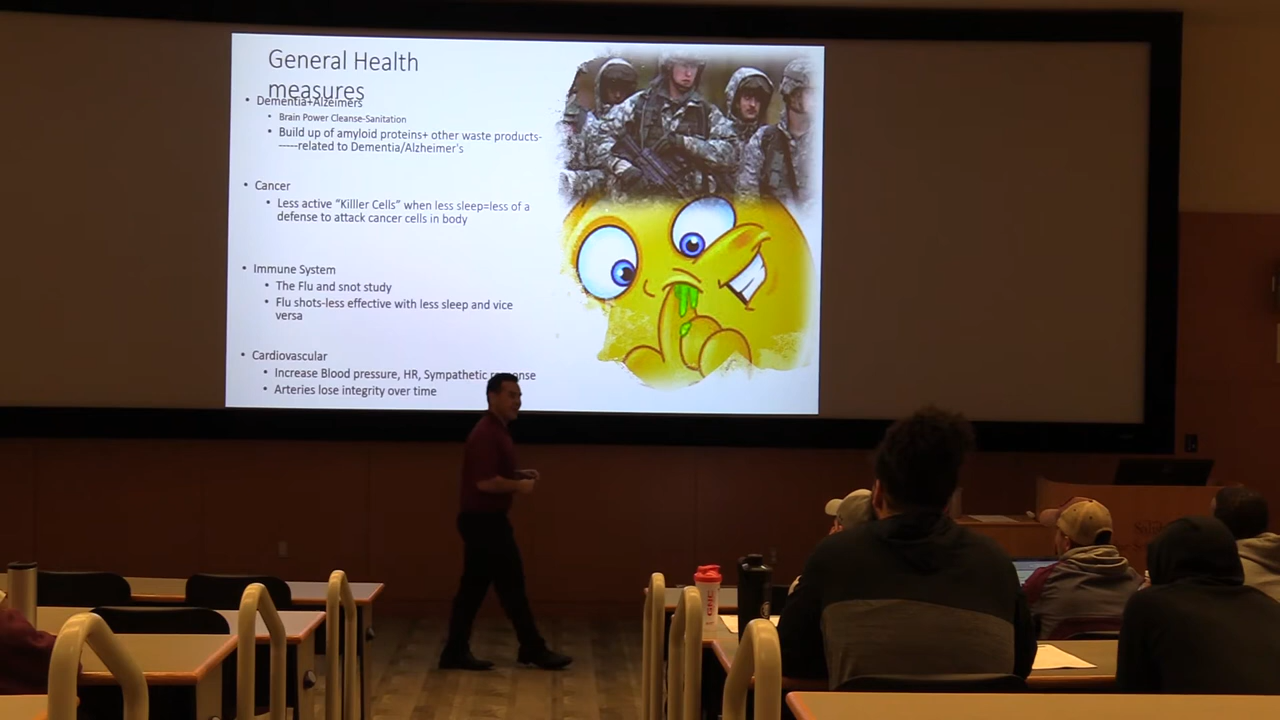 General Health
measures
• Dementia+Alzeimers
• Brain Power Cleanse-Sanitation
• Build up of amyloid proteins+ other waste products-
-----related to Dementia/Alzheimer's
• Cancer
• Less active "Killler Cells" when less sleep=less of a
defense to attack cancer cells in body
• Immune System
• The Flu and snot study
• Flu shots-less effective with less sleep and vice
versa
• Cardiovascular
• Increase Blood pressure, HR, Sympathetic response
• Arteries lose integrity over time